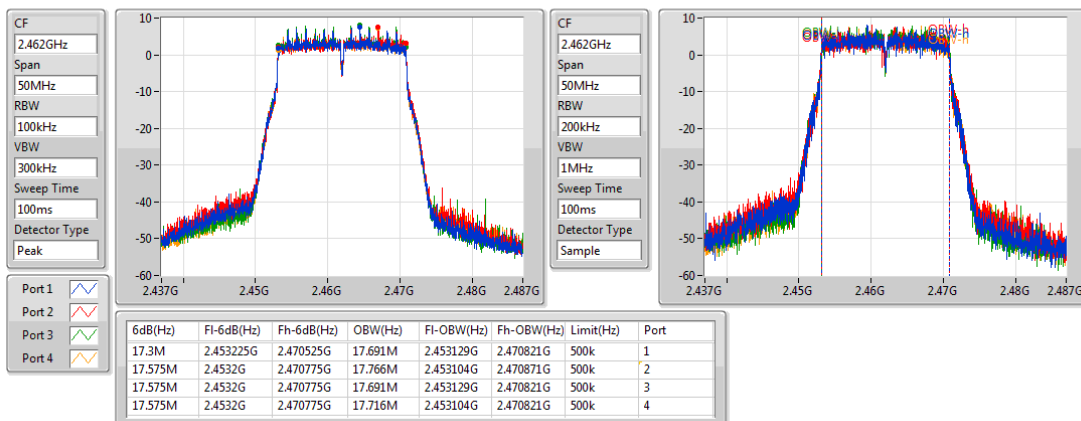 CF
2.462GHz
Span
50MHz
RBW
100kHz
VBW
300kHz
Sweep Time
100ms
Detector Type
Peak
10
0
-10
-20
-30
-40
-50
-60
2.437G 2.45G 2.46G 2.47G 2.48G 2.487G
CF
2.462GHz
Span
50MHz
RBW
200kHz
VBW
1MHz
Sweep Time
100ms
Detector Type
Sample
10
0
-10
-20
-30
-40
-50
-60
2.437G 2.45G 2.46G 2.47G 2.48G 2.487G
Port 1
Port 2
Port 3
Port 4
6dB(Hz) Fl-6dB(Hz) Fh-6dB(Hz) OBW(Hz) Fl-OBW(Hz) Fh-OBW(Hz) Limit(Hz) Port
17.3M 2.453225G 2.470525G 17.691M 2.453129G 2.470821G 500k 1
17.575M 2.4532G 2.470775G 17.766M 2.453104G 2.470871G 500k 2
17.575M 2.4532G 2.470775G 17.691M 2.453129G 2.470821G 500k 3
17.575M 2.4532G 2.470775G 17.716M 2.453104G 2.470821G 500k 4